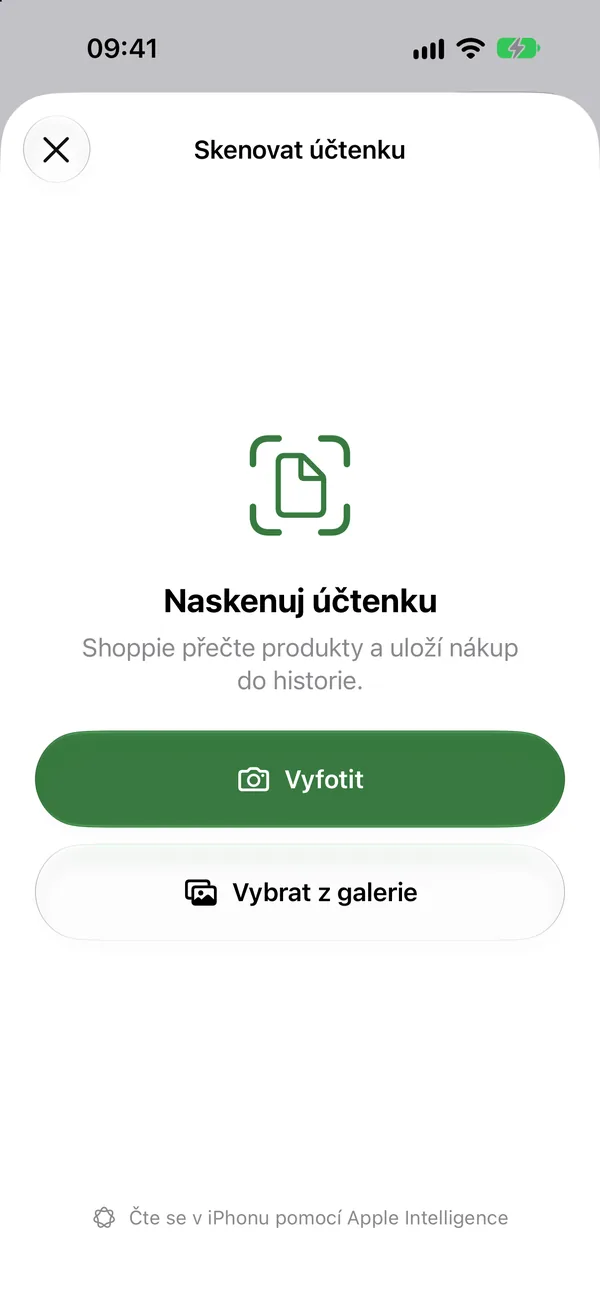 09:41
Skenovat účtenku
Naskenuj účtenku
Shoppie přečte produkty a uloží nákup
do historie.
Vyfotit
Vybrat z galerie
Čte se v iPhonu pomocí Apple Intelligence